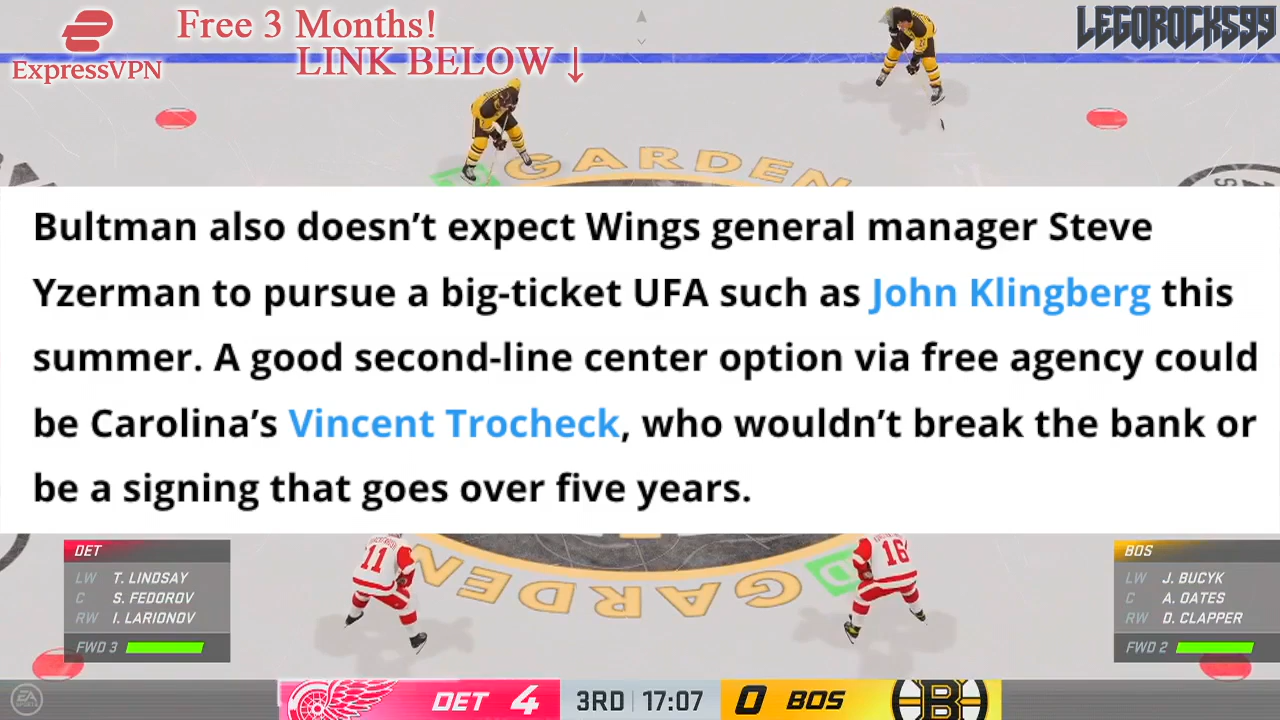 ExpressVPN
Free 3 Months!
LINK BELOW ↓
LEGOROCKS99
GARDEN
Bultman also doesn’t expect Wings general manager Steve
Yzerman to pursue a big-ticket UFA such as John Klingberg this
summer. A good second-line center option via free agency could
be Carolina’s Vincent Trocheck, who wouldn’t break the bank or
be a signing that goes over five years.
11
16
GARDEN
DET
LW T. LINDSAY
C S. FEDOROV
RW I. LARIONOV
FWD 3
BOS
LW J. BUCYK
C A. OATES
RW D. CLAPPER
FWD 2
EA SPORTS
DET 4 3RD 17:07 0 BOS
B